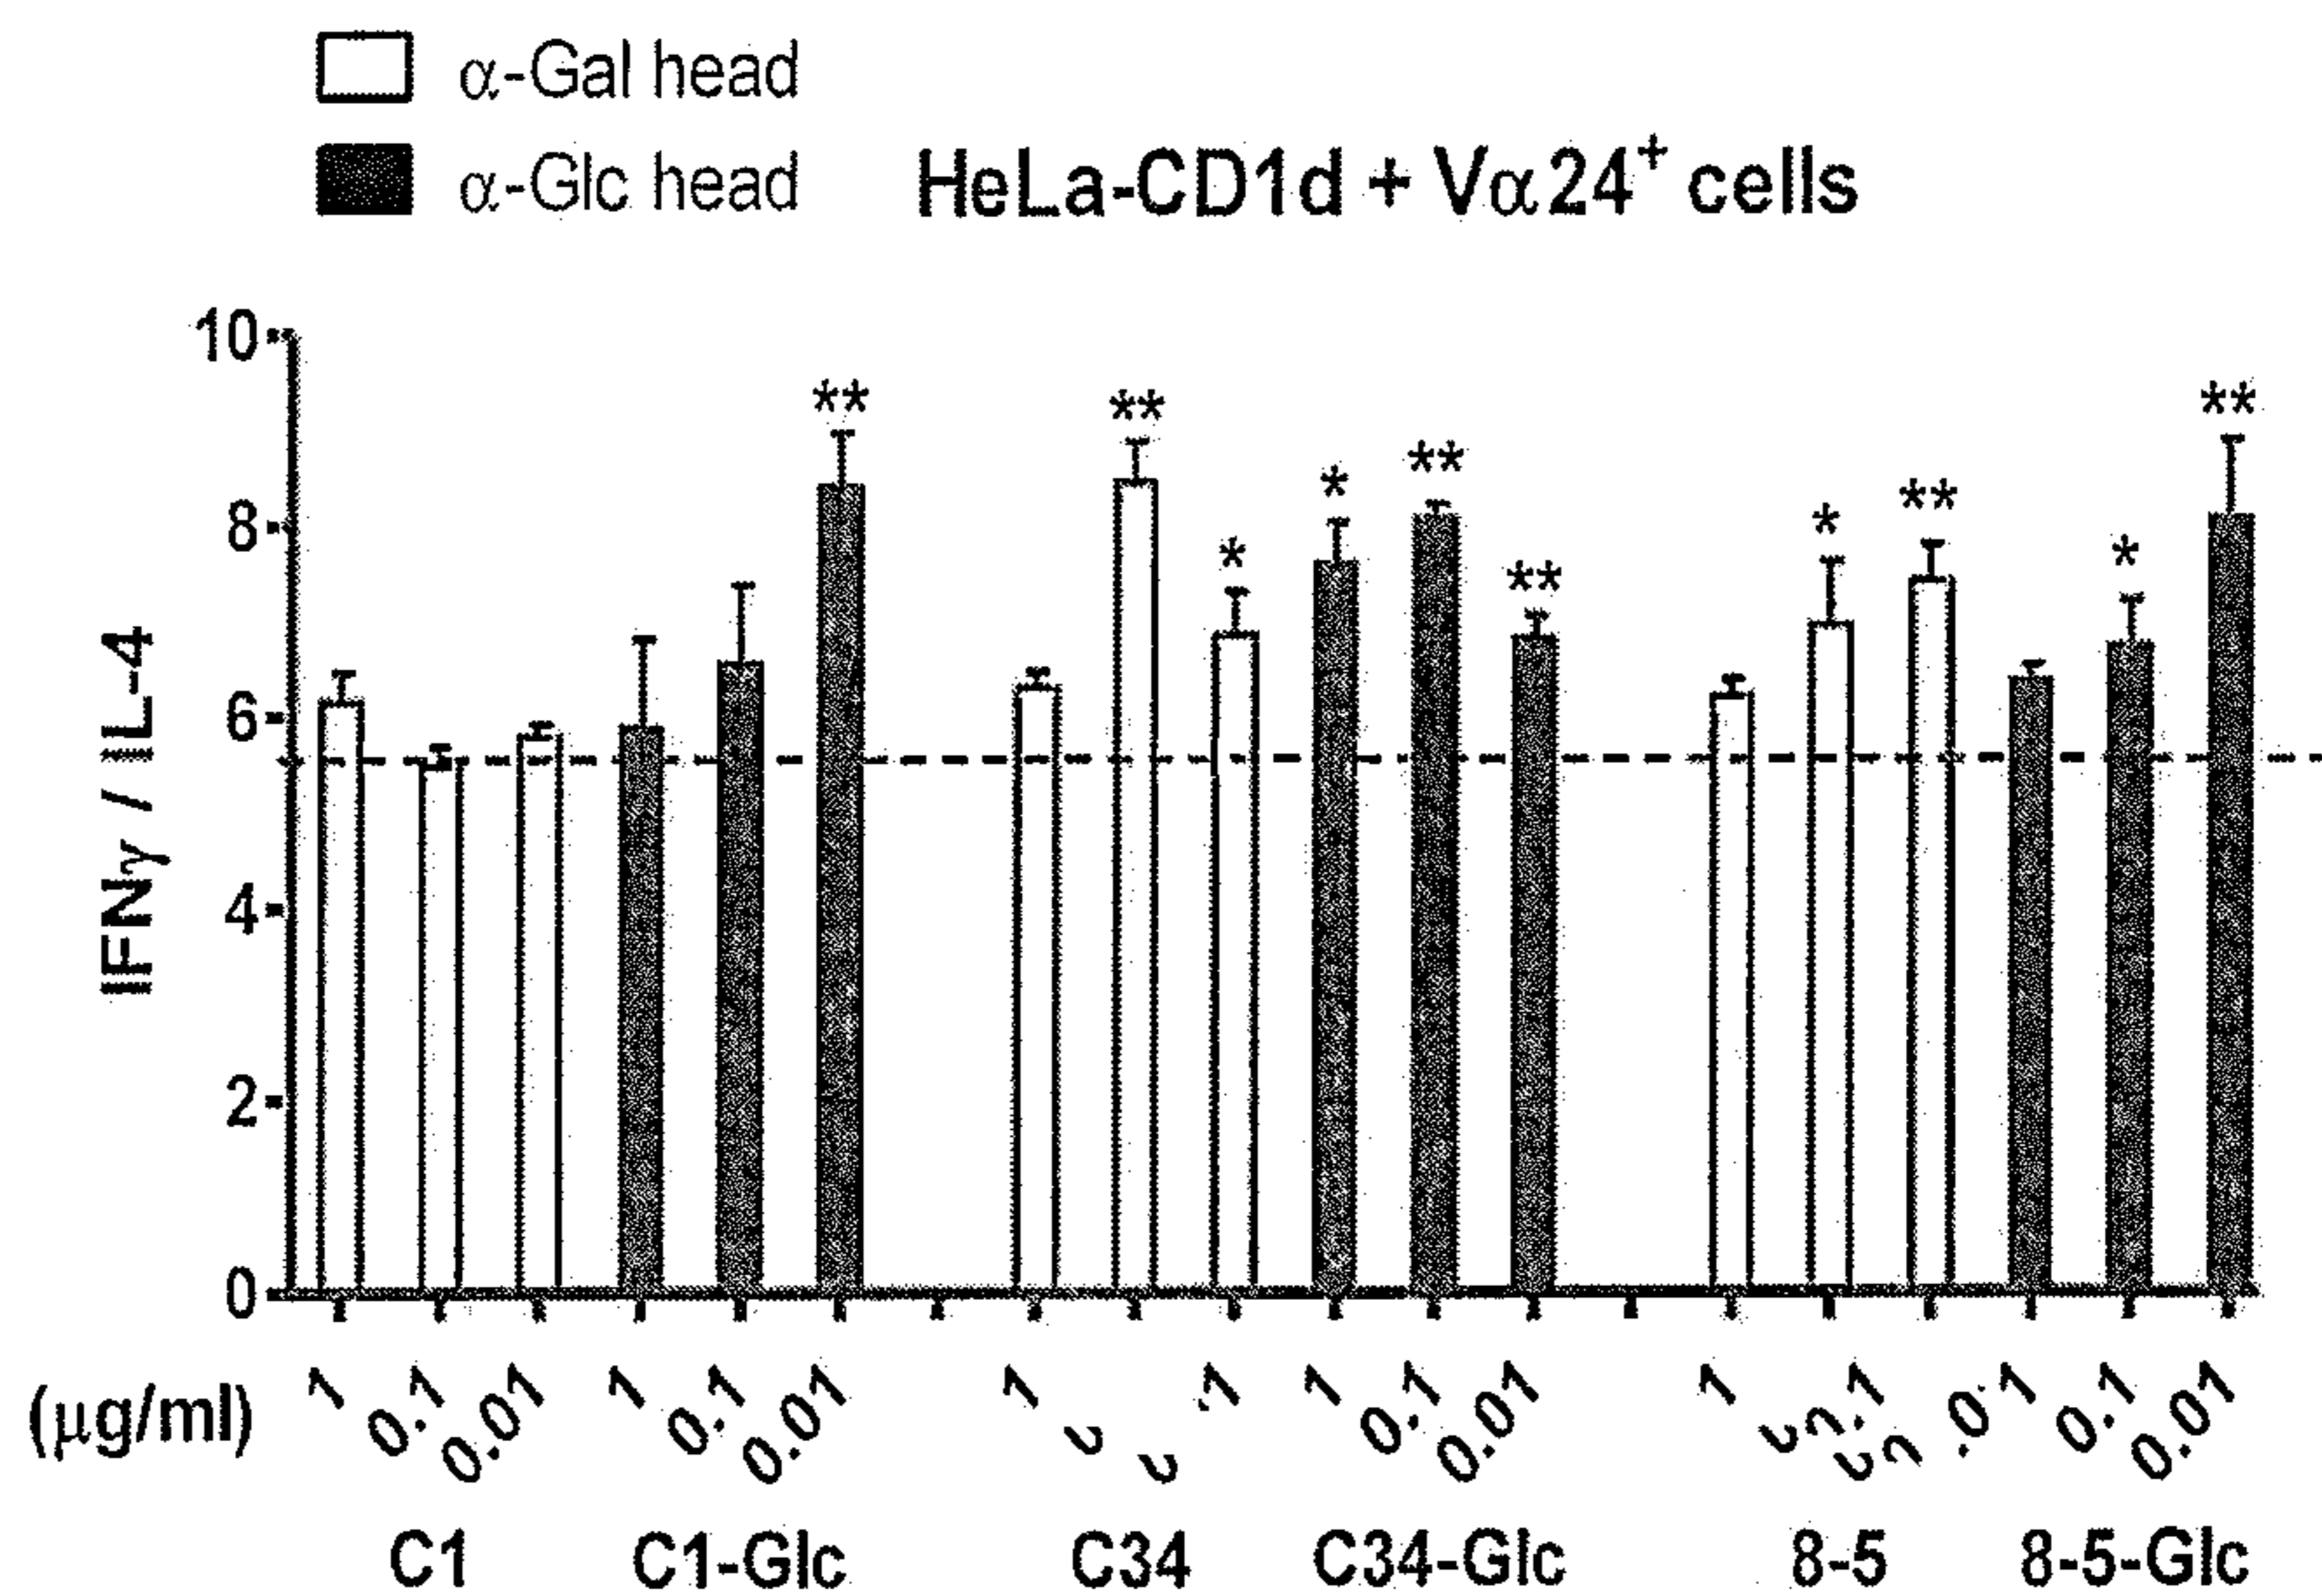 α-Gal head
α-Glc head
HeLa-CD1d + Vα24⁺ cells
IFNγ / IL-4
10
8
6
4
2
0
** ** * * ** ** * ** * **
(μg/ml)
1 0.1 0.01 1 0.1 0.01 1 1 0.1 0.01 1 0.1 0.01
C1 C1-Glc C34 C34-Glc 8-5 8-5-Glc